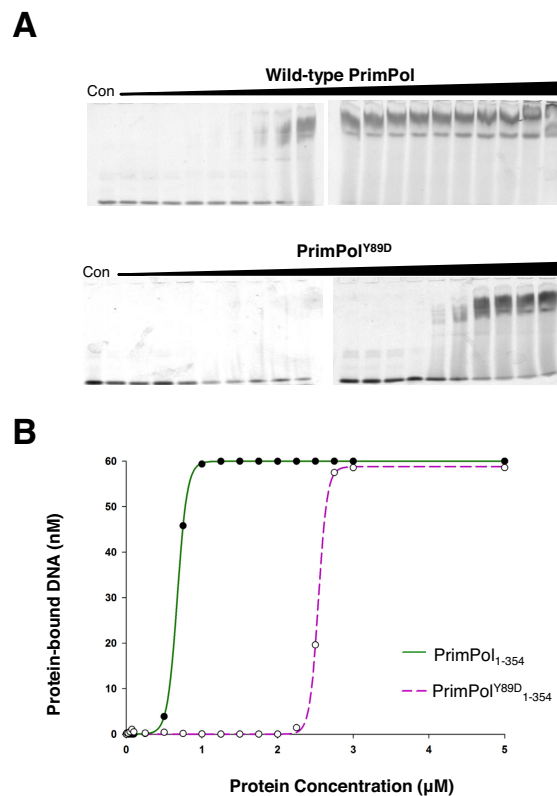 A
Wild-type PrimPol
Con
PrimPolY89D
Con
B
60
50
40
30
20
10
0
0 1 2 3 4 5
Protein-bound DNA (nM)
Protein Concentration (µM)
PrimPol1-354
PrimPolY89D1-354